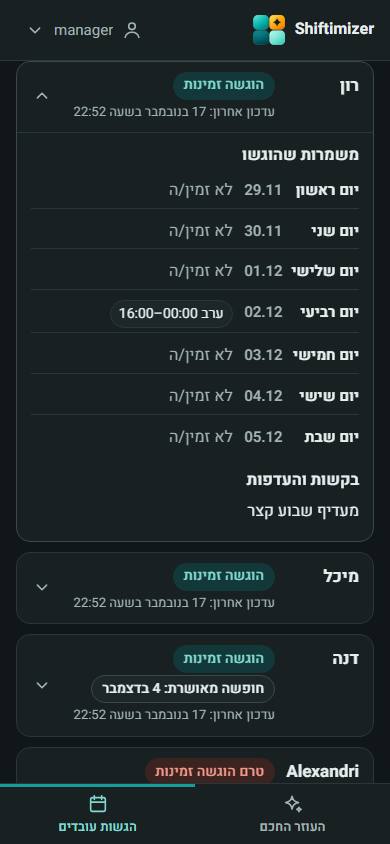 Shiftimizer
manager
רון
הוגשה זמינות
עדכון אחרון: 17 בנובמבר בשעה 22:52
משמרות שהוגשו
יום ראשון 29.11 לא זמין/ה
יום שני 30.11 לא זמין/ה
יום שלישי 01.12 לא זמין/ה
יום רביעי 02.12 ערב 16:00–00:00
יום חמישי 03.12 לא זמין/ה
יום שישי 04.12 לא זמין/ה
יום שבת 05.12 לא זמין/ה
בקשות והעדפות
מעדיף שבוע קצר
מיכל
הוגשה זמינות
עדכון אחרון: 17 בנובמבר בשעה 22:52
דנה
הוגשה זמינות
חופשה מאושרת: 4 בדצמבר
עדכון אחרון: 17 בנובמבר בשעה 22:52
Alexandri
טרם הוגשה זמינות
העוזר החכם
הגשות עובדים